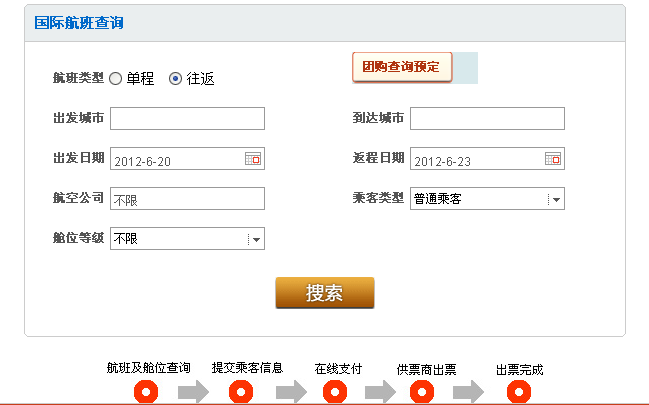 国际航班查询
航班类型 单程 往返 团购查询预定
出发城市 到达城市
出发日期 2012-6-20 返程日期 2012-6-23
航空公司 不限 乘客类型 普通乘客
舱位等级 不限
搜索
航班及舱位查询 提交乘客信息 在线支付 供票商出票 出票完成